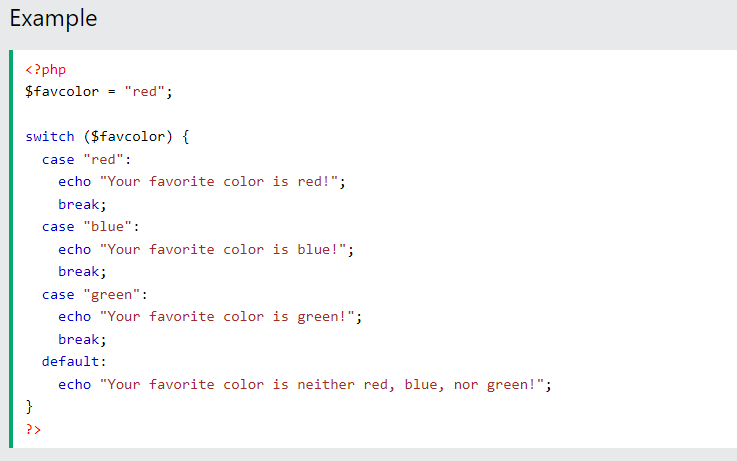 Example
<?php
$favcolor = "red";

switch ($favcolor) {
  case "red":
    echo "Your favorite color is red!";
    break;
  case "blue":
    echo "Your favorite color is blue!";
    break;
  case "green":
    echo "Your favorite color is green!";
    break;
  default:
    echo "Your favorite color is neither red, blue, nor green!";
}
?>